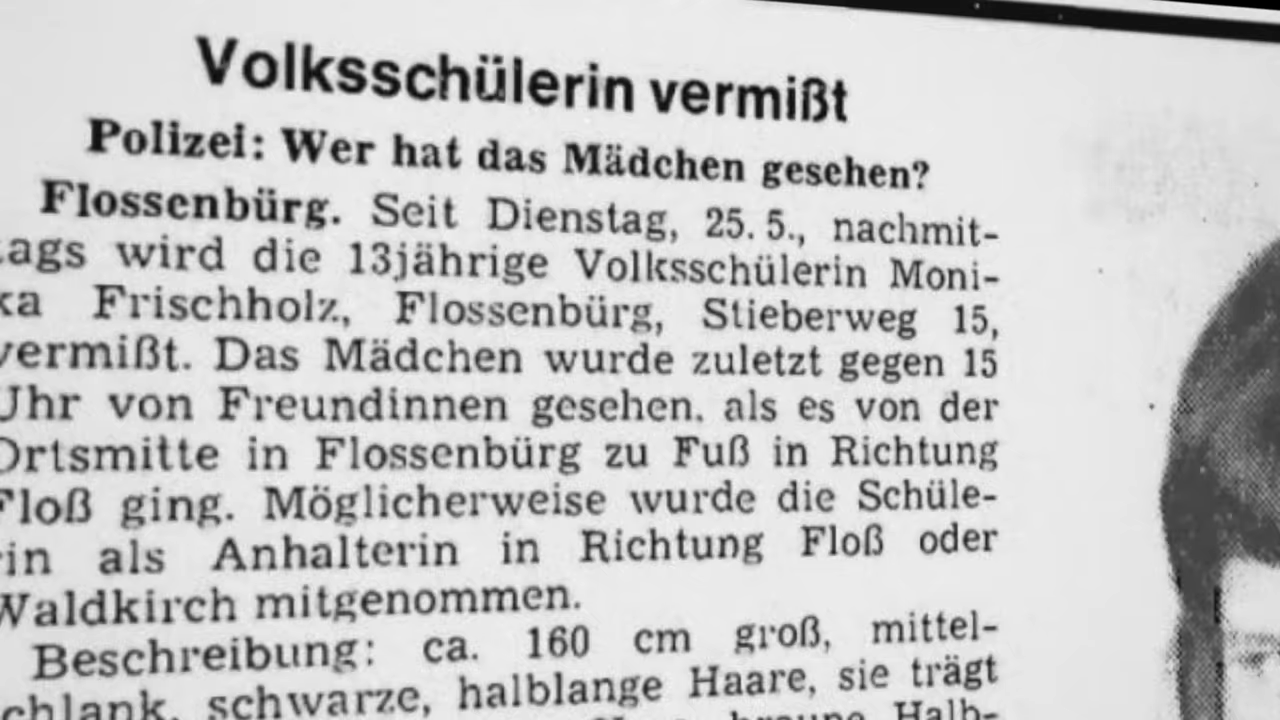 Volksschülerin vermißt
Polizei: Wer hat das Mädchen gesehen?
Flossenbürg. Seit Dienstag, 25. 5., nachmit-
tags wird die 13jährige Volksschülerin Moni-
ka Frischholz, Flossenbürg, Stieberweg 15,
vermißt. Das Mädchen wurde zuletzt gegen 15
Uhr von Freundinnen gesehen, als es von der
Ortsmitte in Flossenbürg zu Fuß in Richtung
Floß ging. Möglicherweise wurde die Schüle-
rin als Anhalterin in Richtung Floß oder
Waldkirch mitgenommen.
Beschreibung: ca. 160 cm groß, mittel-
schlank, schwarze, halblange Haare, sie trägt
braune Halb-